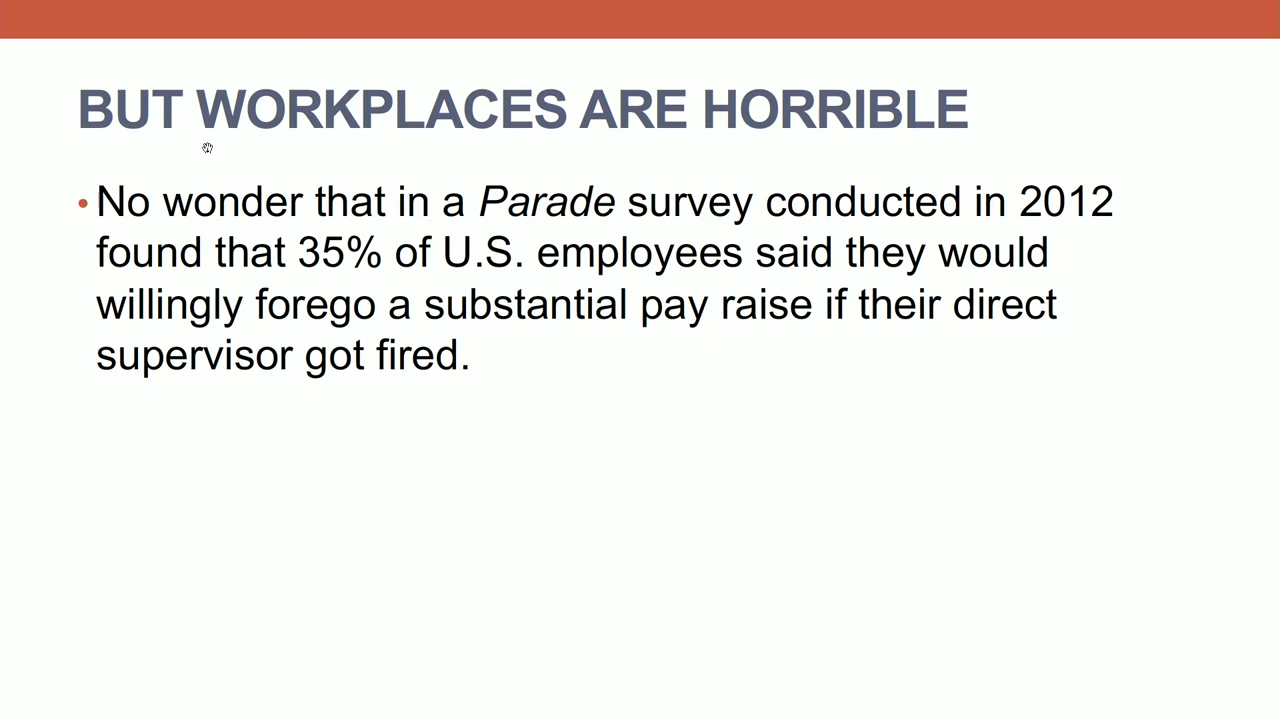 BUT WORKPLACES ARE HORRIBLE
• No wonder that in a Parade survey conducted in 2012
found that 35% of U.S. employees said they would
willingly forego a substantial pay raise if their direct
supervisor got fired.